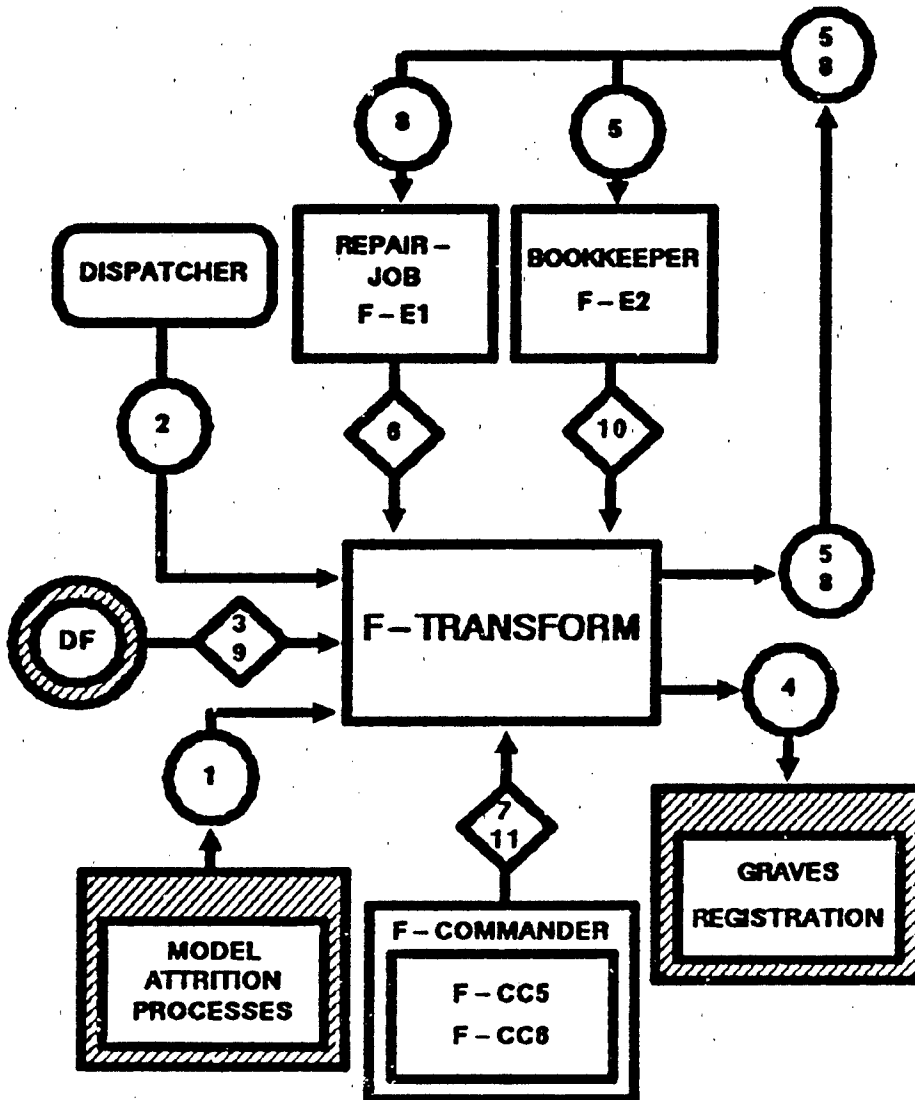 5
8
8
5
REPAIR–
JOB
F–E1
BOOKKEEPER
F–E2
DISPATCHER
2
6
10
F–TRANSFORM
5
8
DF
3
9
4
1
7
11
GRAVES
REGISTRATION
F–COMMANDER
F–CC5
F–CC6
MODEL
ATTRITION
PROCESSES